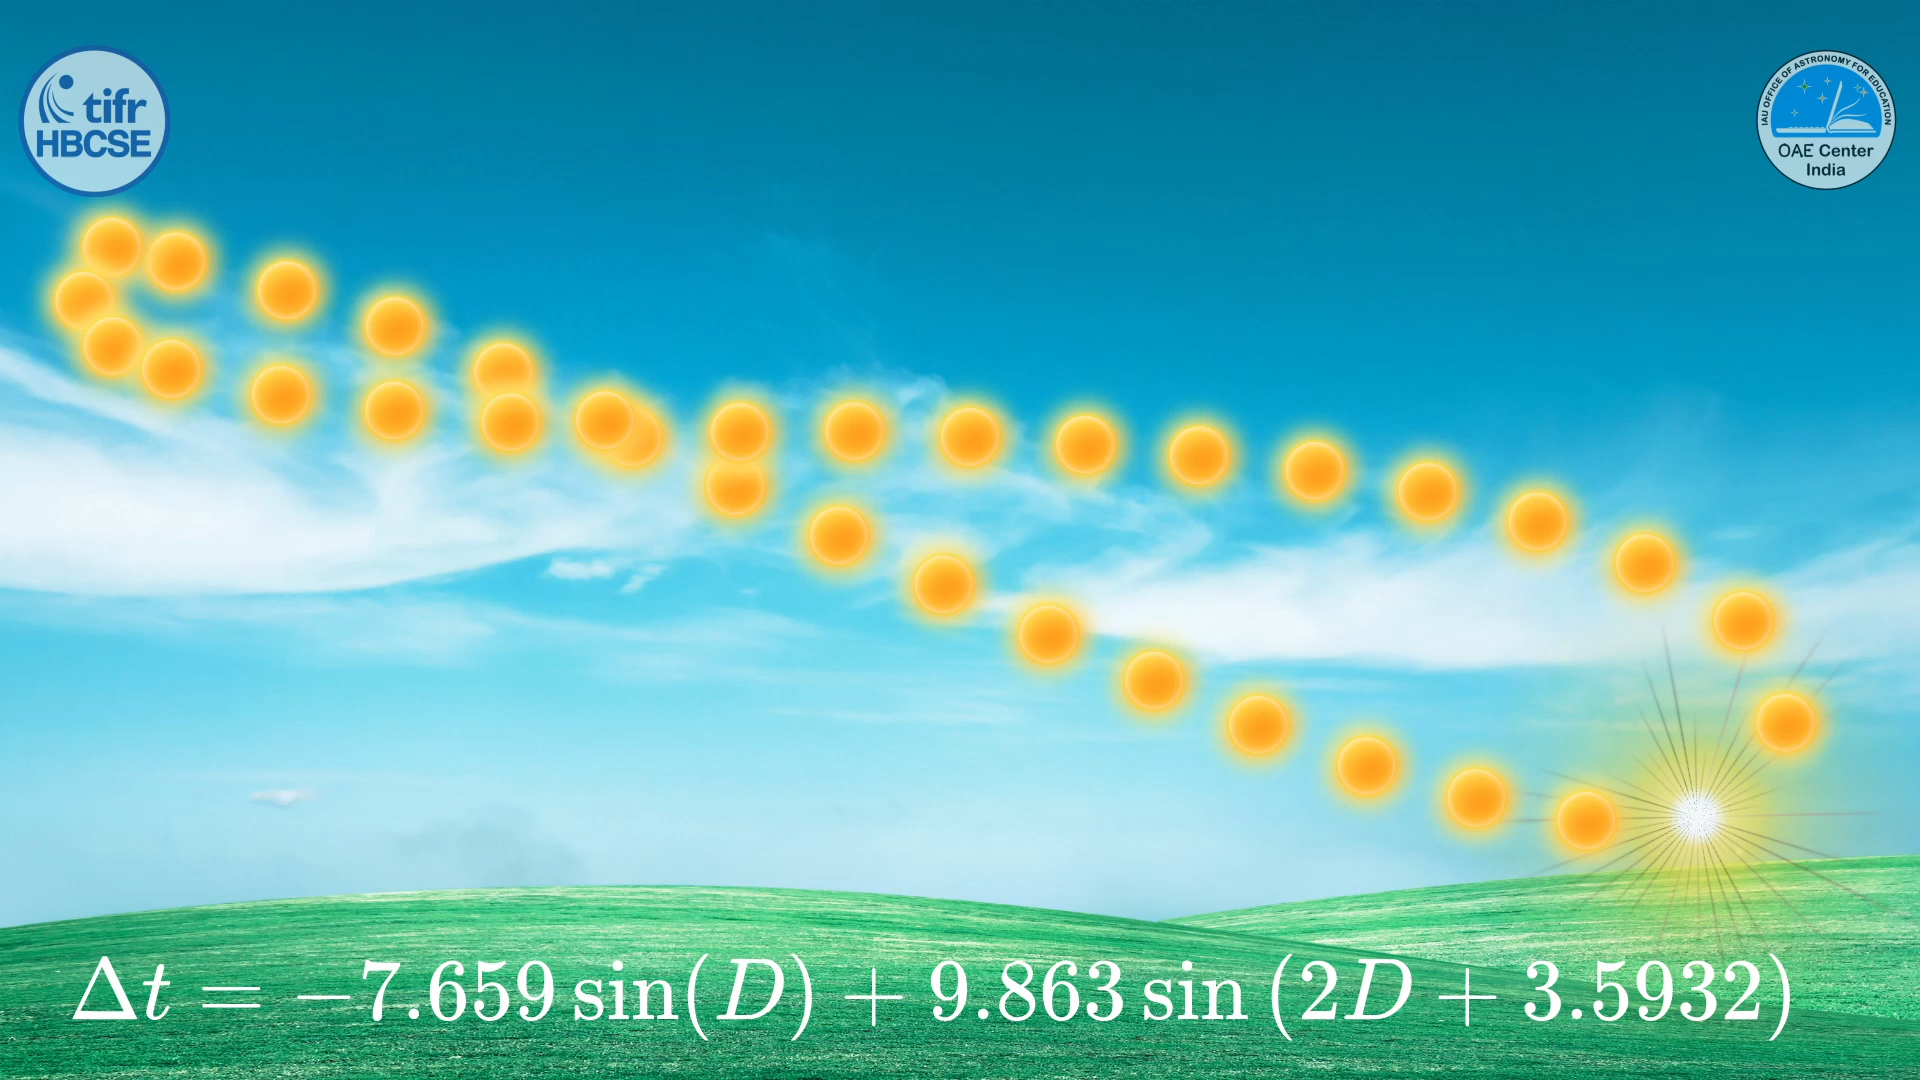 tifr
HBCSE
IAU OFFICE OF ASTRONOMY FOR EDUCATION
OAE Center
India
Δt = −7.659 sin(D) + 9.863 sin (2D + 3.5932)